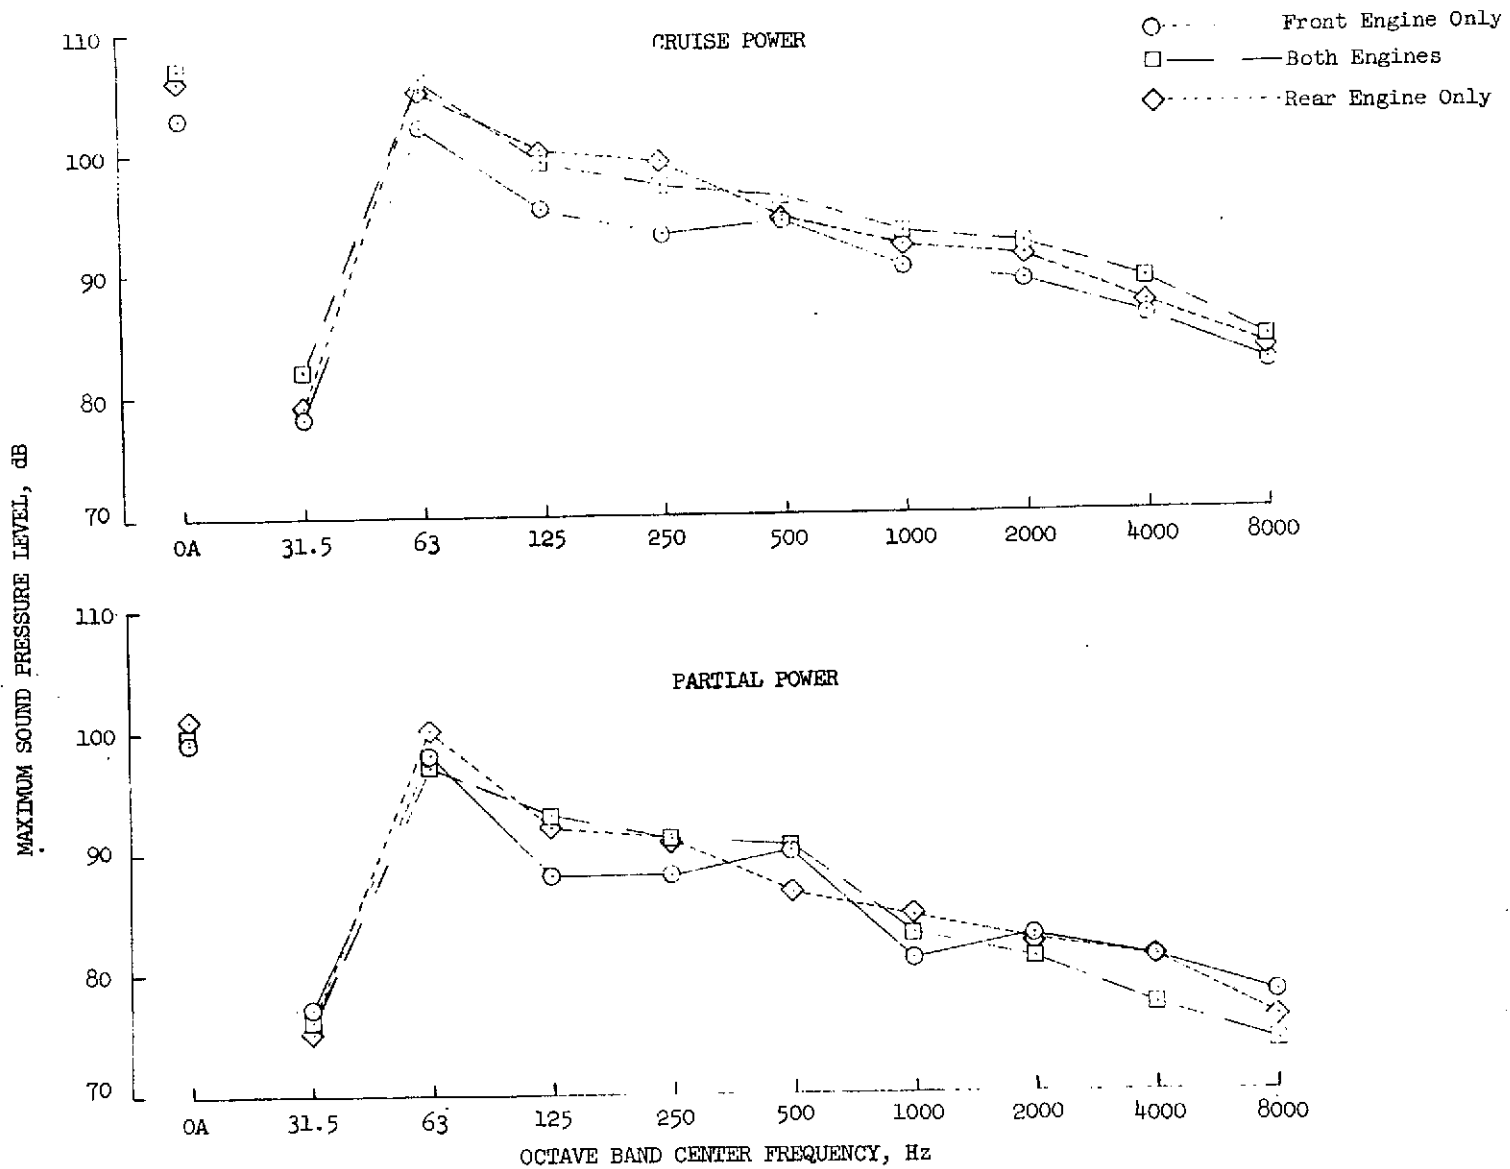 Front Engine Only
CRUISE POWER
Both Engines
Rear Engine Only
110
100
90
80
70
OA 31.5 63 125 250 500 1000 2000 4000 8000
MAXIMUM SOUND PRESSURE LEVEL, dB
PARTIAL POWER
110
100
90
80
70
OA 31.5 63 125 250 500 1000 2000 4000 8000
OCTAVE BAND CENTER FREQUENCY, Hz